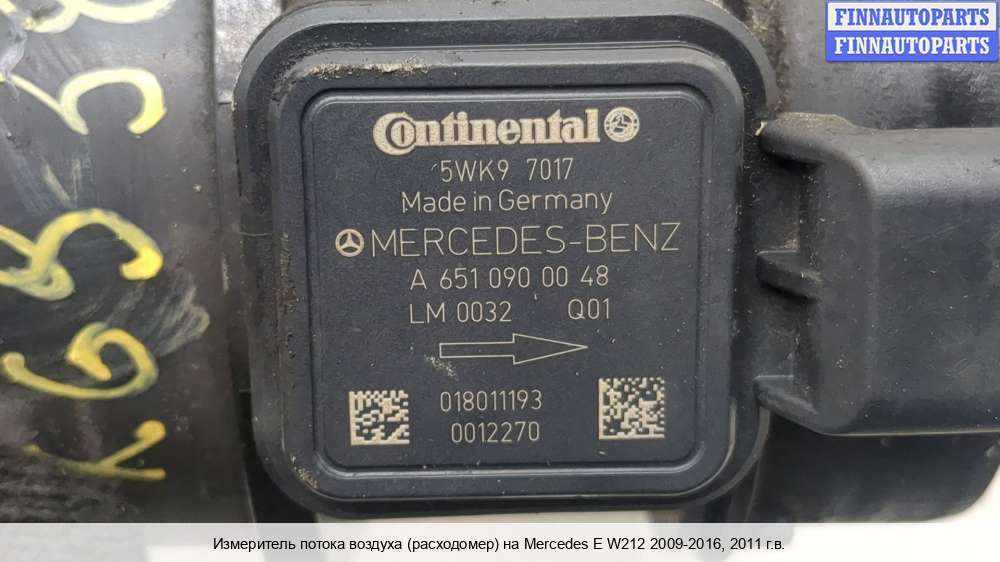 FINNAUTOPARTS
FINNAUTOPARTS
Continental
5WK9 7017
Made in Germany
MERCEDES-BENZ
A 651 090 00 48
LM 0032 Q01
018011193
0012270
Измеритель потока воздуха (расходомер) на Mercedes E W212 2009-2016, 2011 г.в.